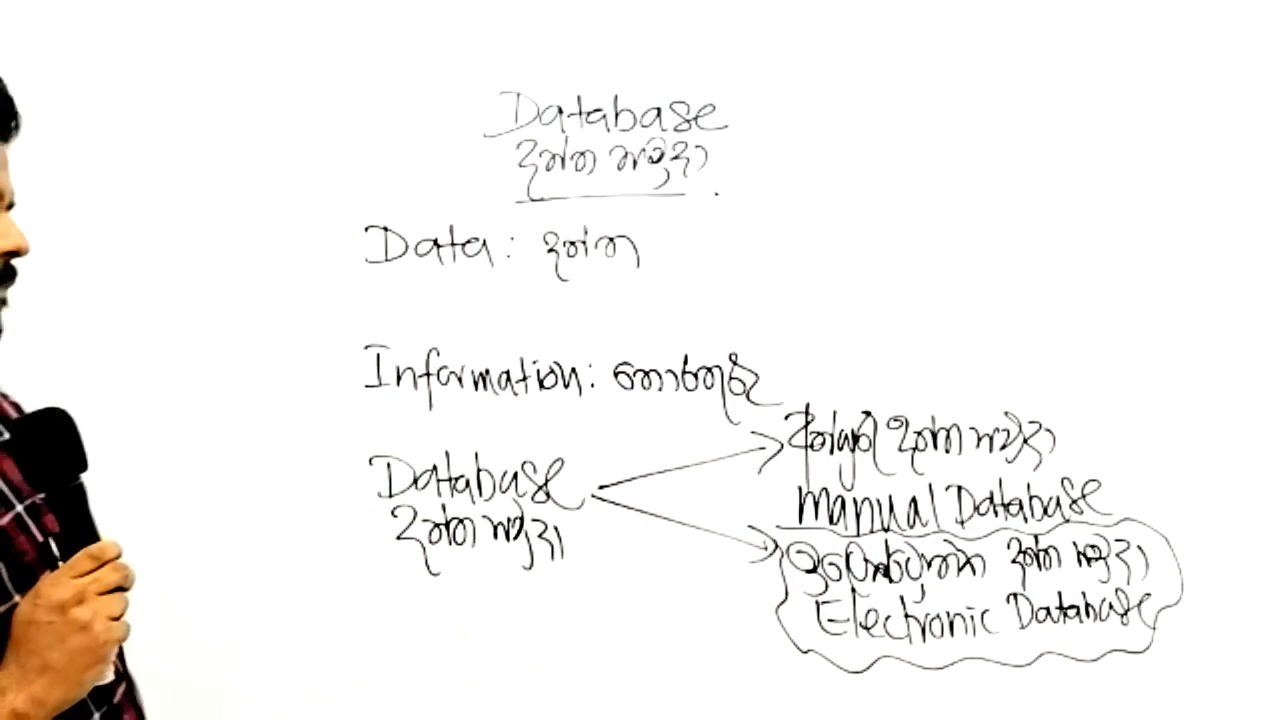 Database
දත්ත සමුදා
Data: දත්ත
Information: තොරතුරු
Database
දත්ත සමුදා
අත්යුරු දත්ත සමුදා
Manual Database
ඉලෙක්ට්‍රොනික දත්ත සමුදා
Electronic Database